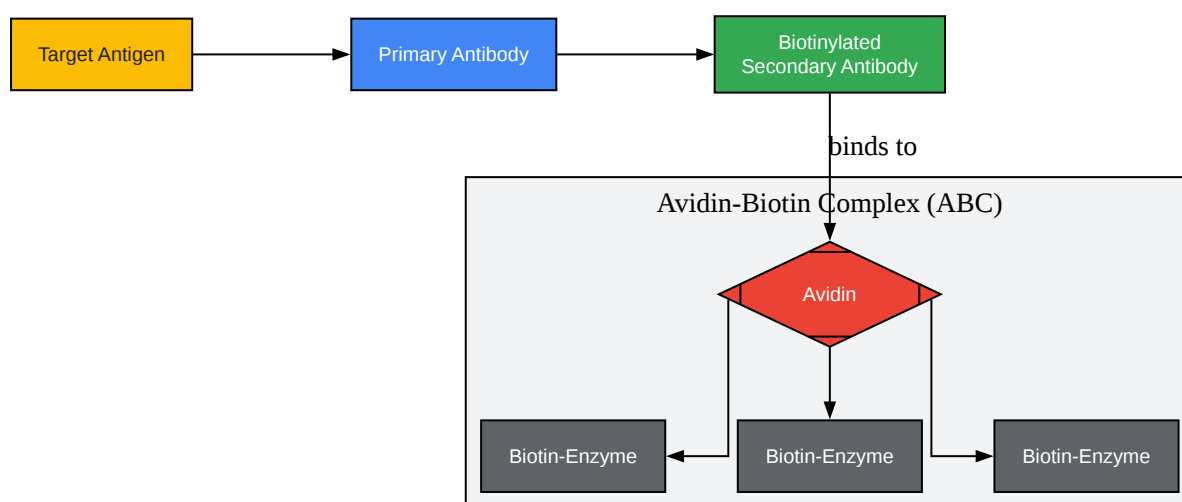 Target Antigen
Primary Antibody
Biotinylated
Secondary Antibody
binds to
Avidin-Biotin Complex (ABC)
Avidin
Biotin-Enzyme
Biotin-Enzyme
Biotin-Enzyme